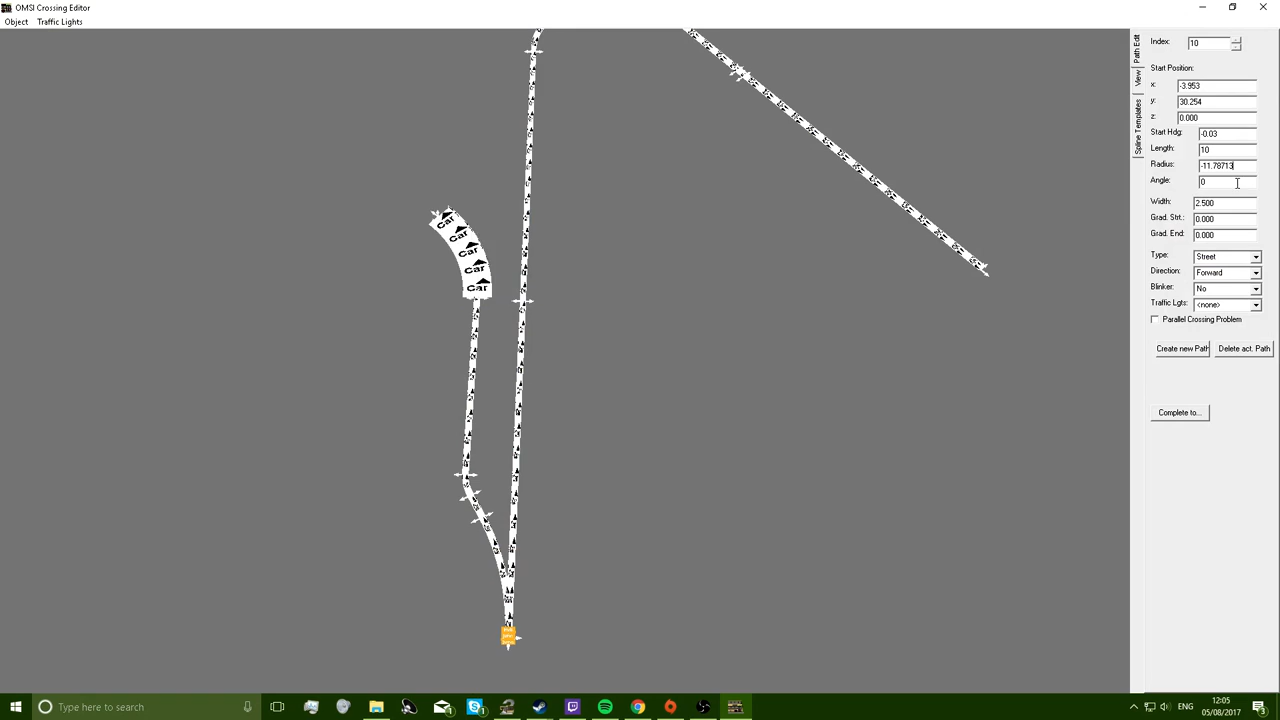 OMSI Crossing Editor
Object Traffic Lights
Path Edit
View
Spline Templates
Index: 10
Start Position:
x: -3.953
y: 30.254
z: 0.000
Start Hdg: -0.03
Length: 10
Radius: -11.78713
Angle: 0
Width: 2.500
Grad. Strt.: 0.000
Grad. End: 0.000
Type: Street
Direction: Forward
Blinker: No
Traffic Lgts: <none>
Parallel Crossing Problem
Create new Path Delete act. Path
Complete to...
car
car
car
car
car
Type here to search
ENG
12:05
05/08/2017